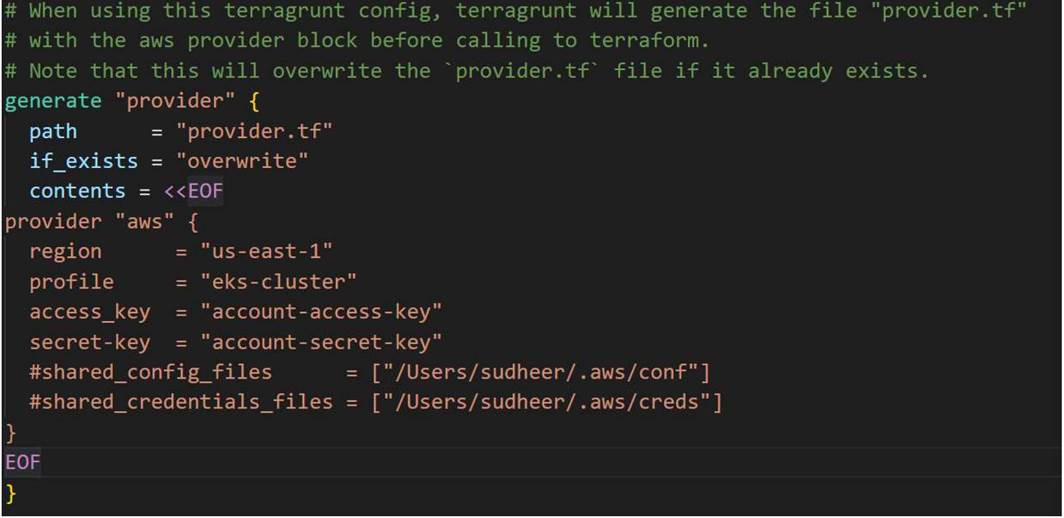 # When using this terragrunt config, terragrunt will generate the file "provider.tf"
# with the aws provider block before calling to terraform.
# Note that this will overwrite the `provider.tf` file if it already exists.
generate "provider" {
  path      = "provider.tf"
  if_exists = "overwrite"
  contents = <<EOF
provider "aws" {
  region      = "us-east-1"
  profile     = "eks-cluster"
  access_key  = "account-access-key"
  secret-key  = "account-secret-key"
  #shared_config_files      = ["/Users/sudheer/.aws/conf"]
  #shared_credentials_files = ["/Users/sudheer/.aws/creds"]
}
EOF
}